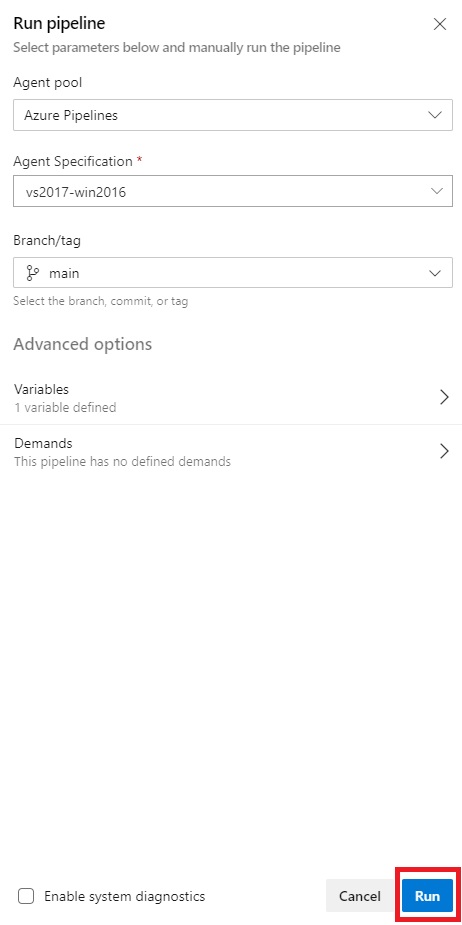 Run pipeline
Select parameters below and manually run the pipeline
Agent pool
Azure Pipelines
Agent Specification *
vs2017-win2016
Branch/tag
main
Select the branch, commit, or tag
Advanced options
Variables
1 variable defined
Demands
This pipeline has no defined demands
Enable system diagnostics
Cancel
Run